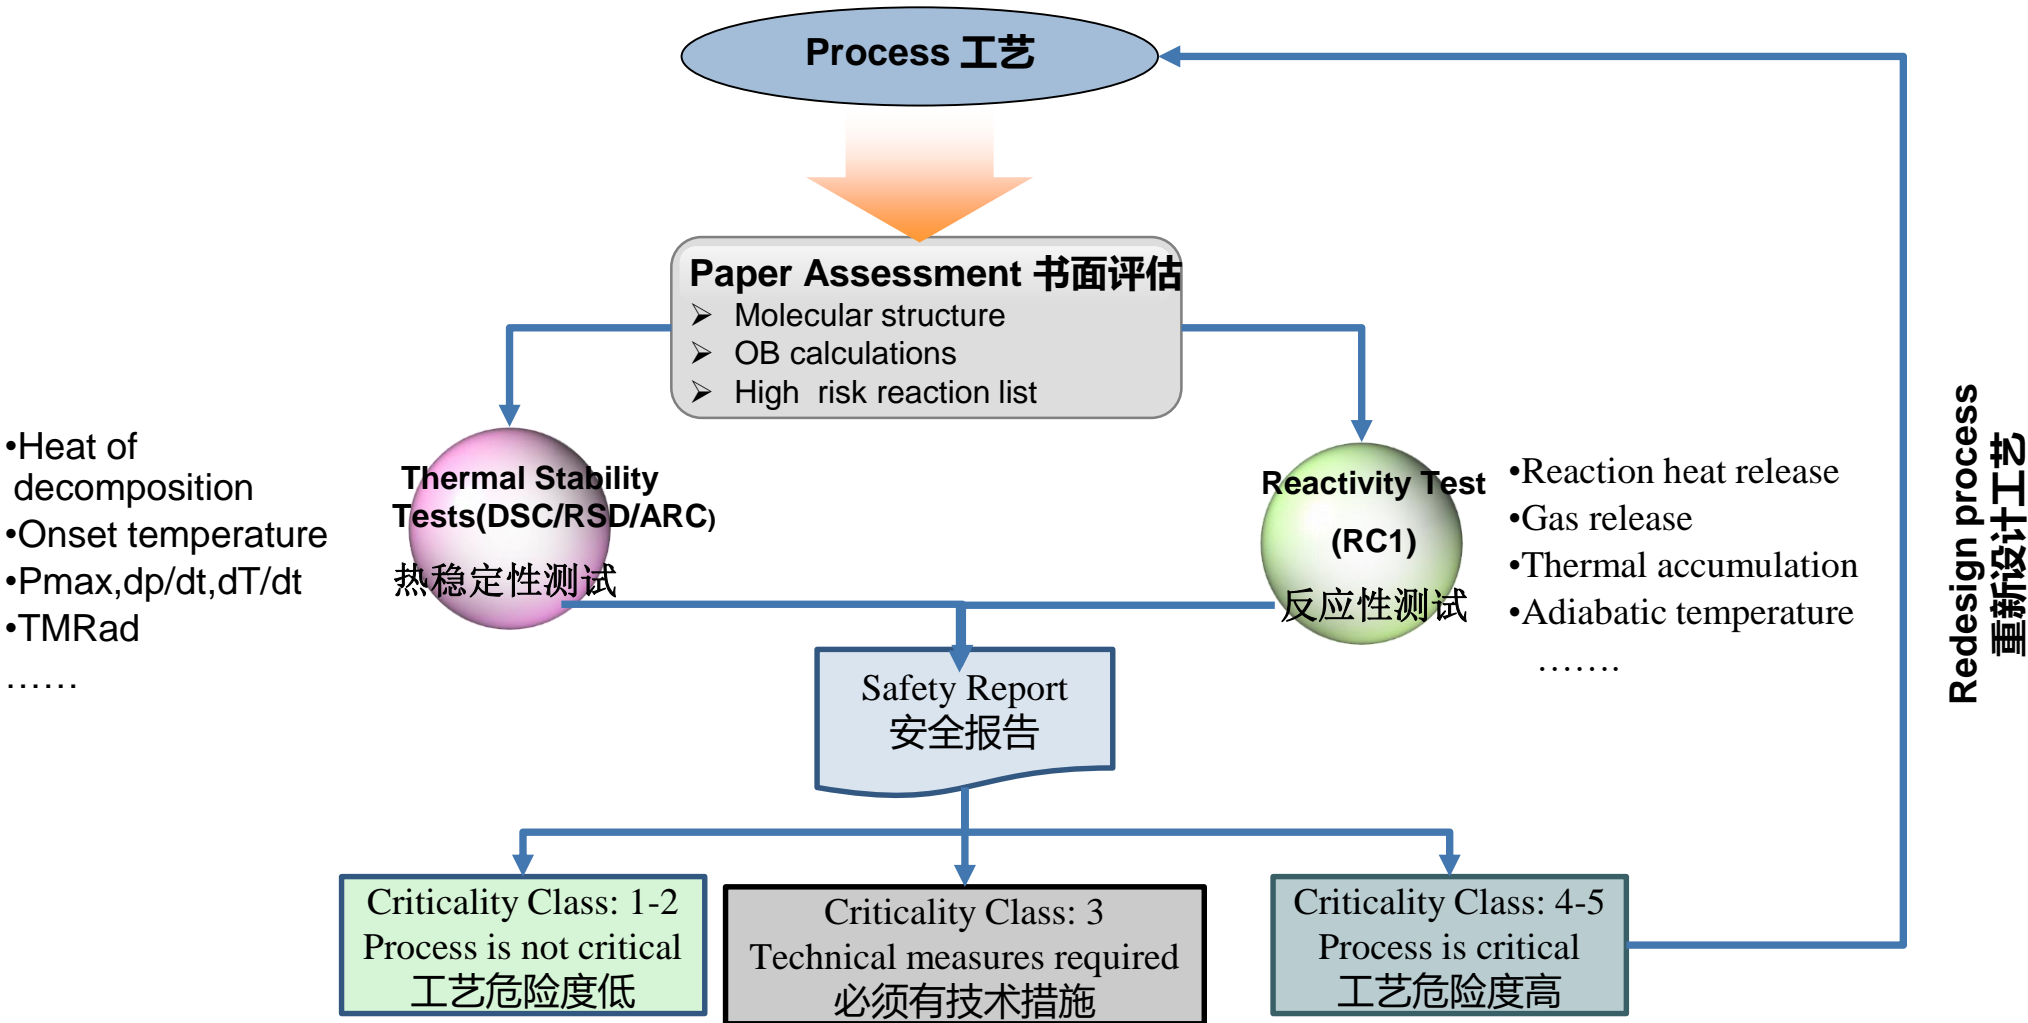 Process 工艺
Paper Assessment 书面评估
➢ Molecular structure
➢ OB calculations
➢ High risk reaction list
•Heat of
decomposition
•Onset temperature
•Pmax,dp/dt,dT/dt
•TMRad
……
Thermal Stability
Tests(DSC/RSD/ARC)
热稳定性测试
Reactivity Test
(RC1)
反应性测试
•Reaction heat release
•Gas release
•Thermal accumulation
•Adiabatic temperature
…….
Redesign process
重新设计工艺
Safety Report
安全报告
Criticality Class: 1-2
Process is not critical
工艺危险度低
Criticality Class: 3
Technical measures required
必须有技术措施
Criticality Class: 4-5
Process is critical
工艺危险度高